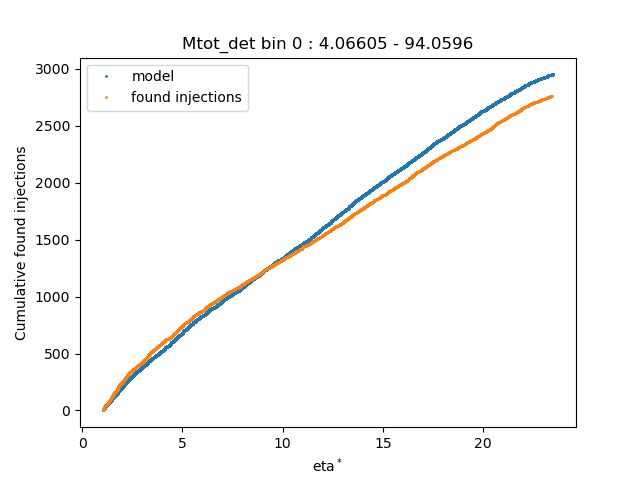 Mtot_det bin 0 : 4.06605 - 94.0596
model
found injections
3000
2500
2000
1500
1000
500
0
Cumulative found injections
0 5 10 15 20
eta*